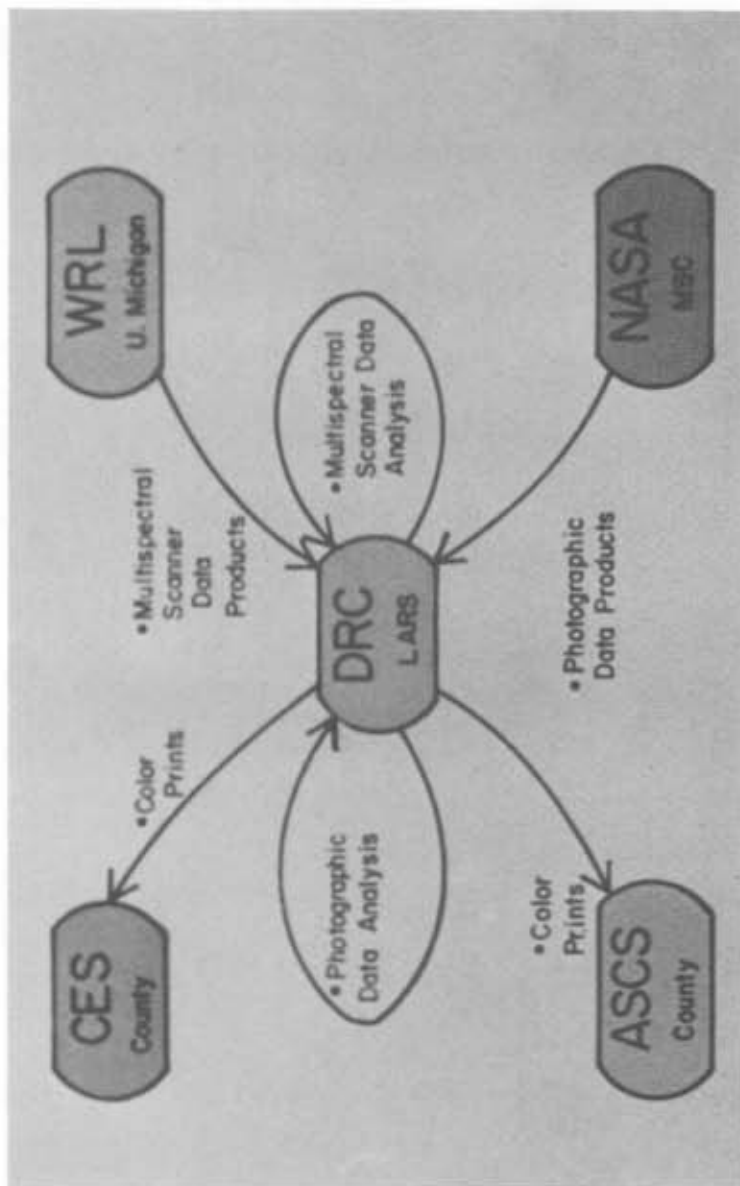 CES
County
•Color
Prints
•Multispectral
Scanner
Data
Products
WRL
U. Michigan
•Photographic
Data Analysis
DRC
LARS
•Multispectral
Scanner Data
Analysis
ASCS
County
•Color
Prints
•Photographic
Data Products
NASA
MSC